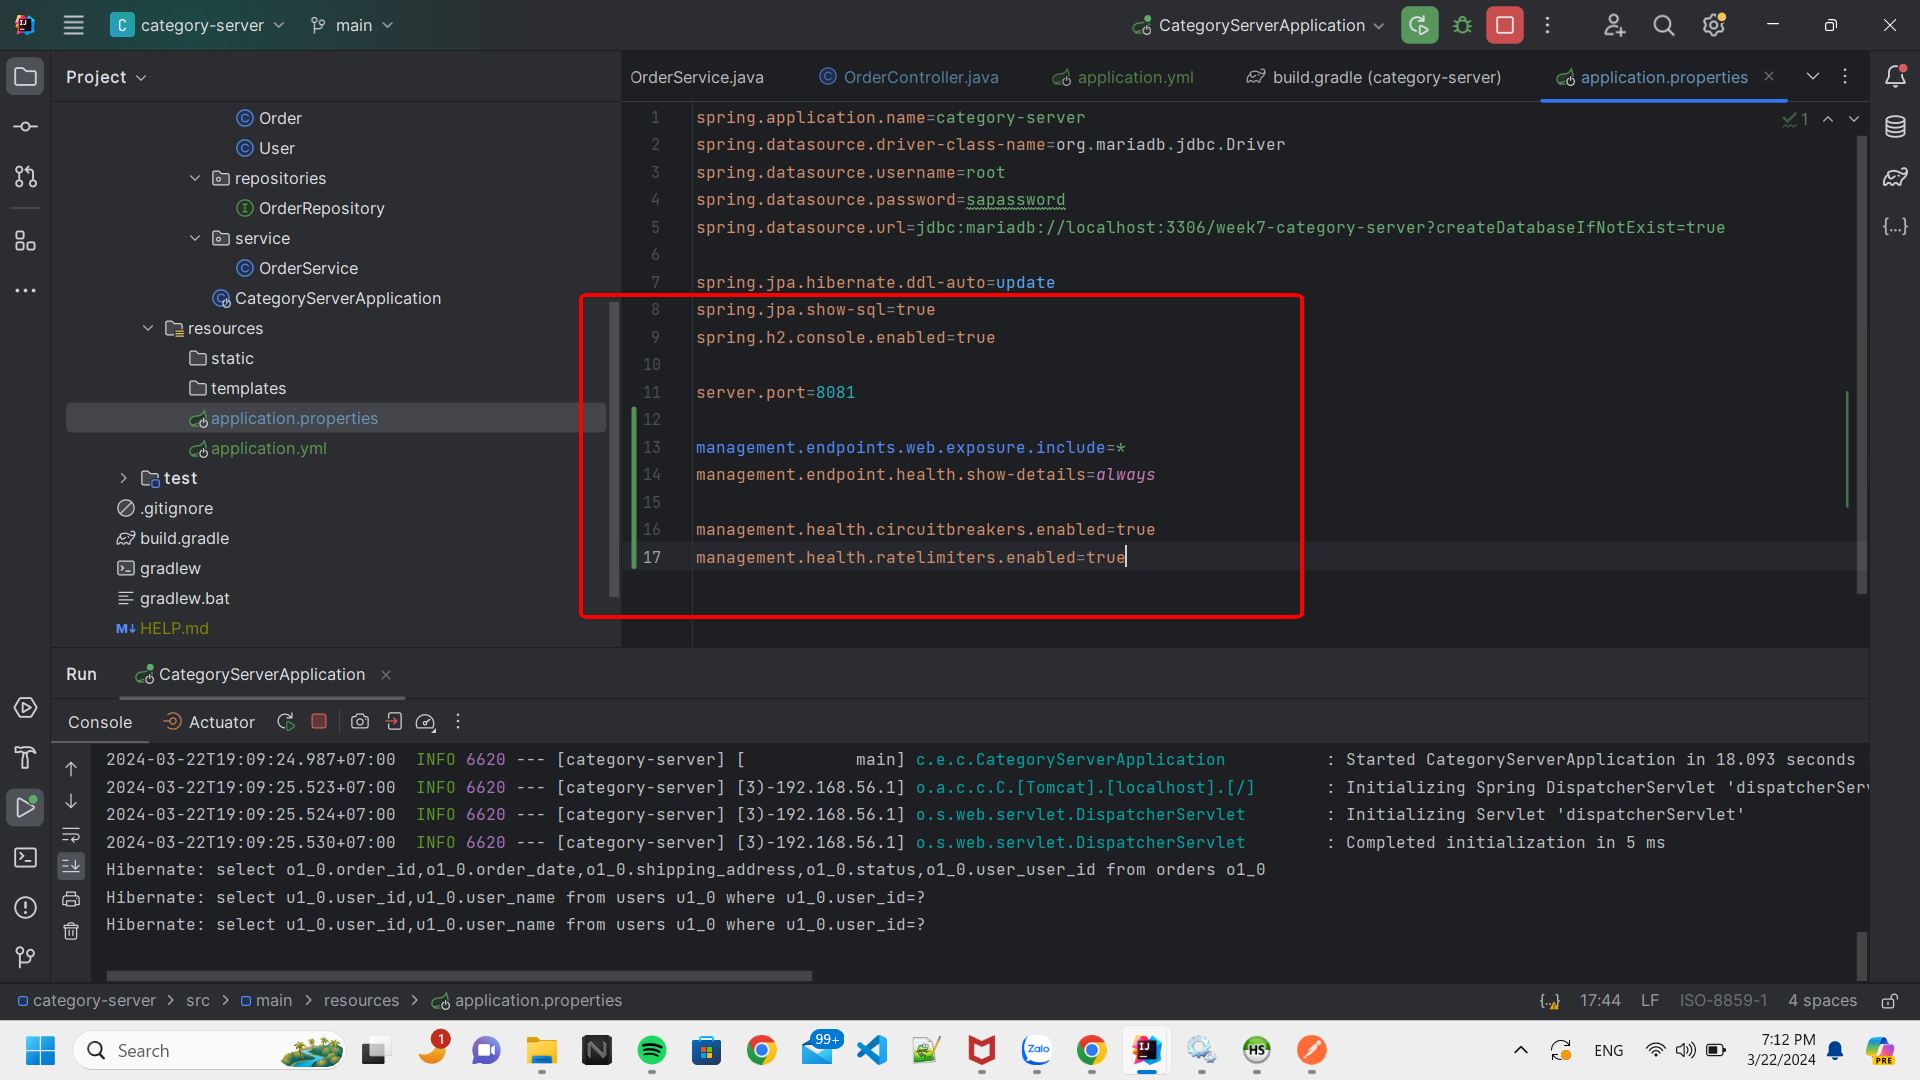 category-server
main
CategoryServerApplication
Project
OrderService.java
OrderController.java
application.yml
build.gradle (category-server)
application.properties
Order
User
repositories
OrderRepository
service
OrderService
CategoryServerApplication
resources
static
templates
application.properties
application.yml
test
.gitignore
build.gradle
gradlew
gradlew.bat
M↓ HELP.md
1
1 spring.application.name=category-server
2 spring.datasource.driver-class-name=org.mariadb.jdbc.Driver
3 spring.datasource.username=root
4 spring.datasource.password=sapassword
5 spring.datasource.url=jdbc:mariadb://localhost:3306/week7-category-server?createDatabaseIfNotExist=true
6
7 spring.jpa.hibernate.ddl-auto=update
8 spring.jpa.show-sql=true
9 spring.h2.console.enabled=true
10
11 server.port=8081
12
13 management.endpoints.web.exposure.include=*
14 management.endpoint.health.show-details=always
15
16 management.health.circuitbreakers.enabled=true
17 management.health.ratelimiters.enabled=true
Run
CategoryServerApplication
Console
Actuator
2024-03-22T19:09:24.987+07:00 INFO 6620 --- [category-server] [ main] c.e.c.CategoryServerApplication : Started CategoryServerApplication in 18.093 seconds
2024-03-22T19:09:25.523+07:00 INFO 6620 --- [category-server] [3)-192.168.56.1] o.a.c.c.C.[Tomcat].[localhost].[/] : Initializing Spring DispatcherServlet 'dispatcherServ
2024-03-22T19:09:25.524+07:00 INFO 6620 --- [category-server] [3)-192.168.56.1] o.s.web.servlet.DispatcherServlet : Initializing Servlet 'dispatcherServlet'
2024-03-22T19:09:25.530+07:00 INFO 6620 --- [category-server] [3)-192.168.56.1] o.s.web.servlet.DispatcherServlet : Completed initialization in 5 ms
Hibernate: select o1_0.order_id,o1_0.order_date,o1_0.shipping_address,o1_0.status,o1_0.user_user_id from orders o1_0
Hibernate: select u1_0.user_id,u1_0.user_name from users u1_0 where u1_0.user_id=?
Hibernate: select u1_0.user_id,u1_0.user_name from users u1_0 where u1_0.user_id=?
category-server > src > main > resources > application.properties
17:44 LF ISO-8859-1 4 spaces
Search
1
99+
Zalo
HS
ENG
7:12 PM
3/22/2024
PRE